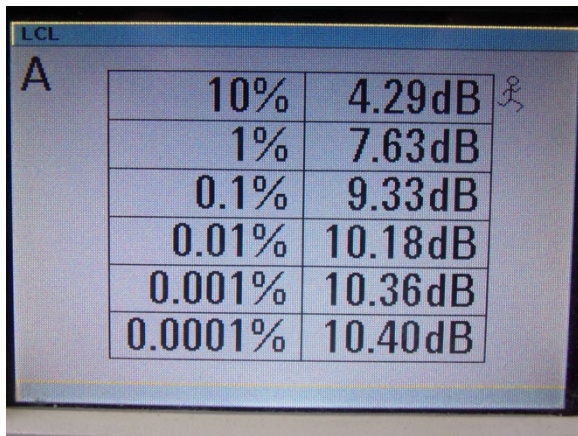 LCL
A
10% 4.29dB
1% 7.63dB
0.1% 9.33dB
0.01% 10.18dB
0.001% 10.36dB
0.0001% 10.40dB